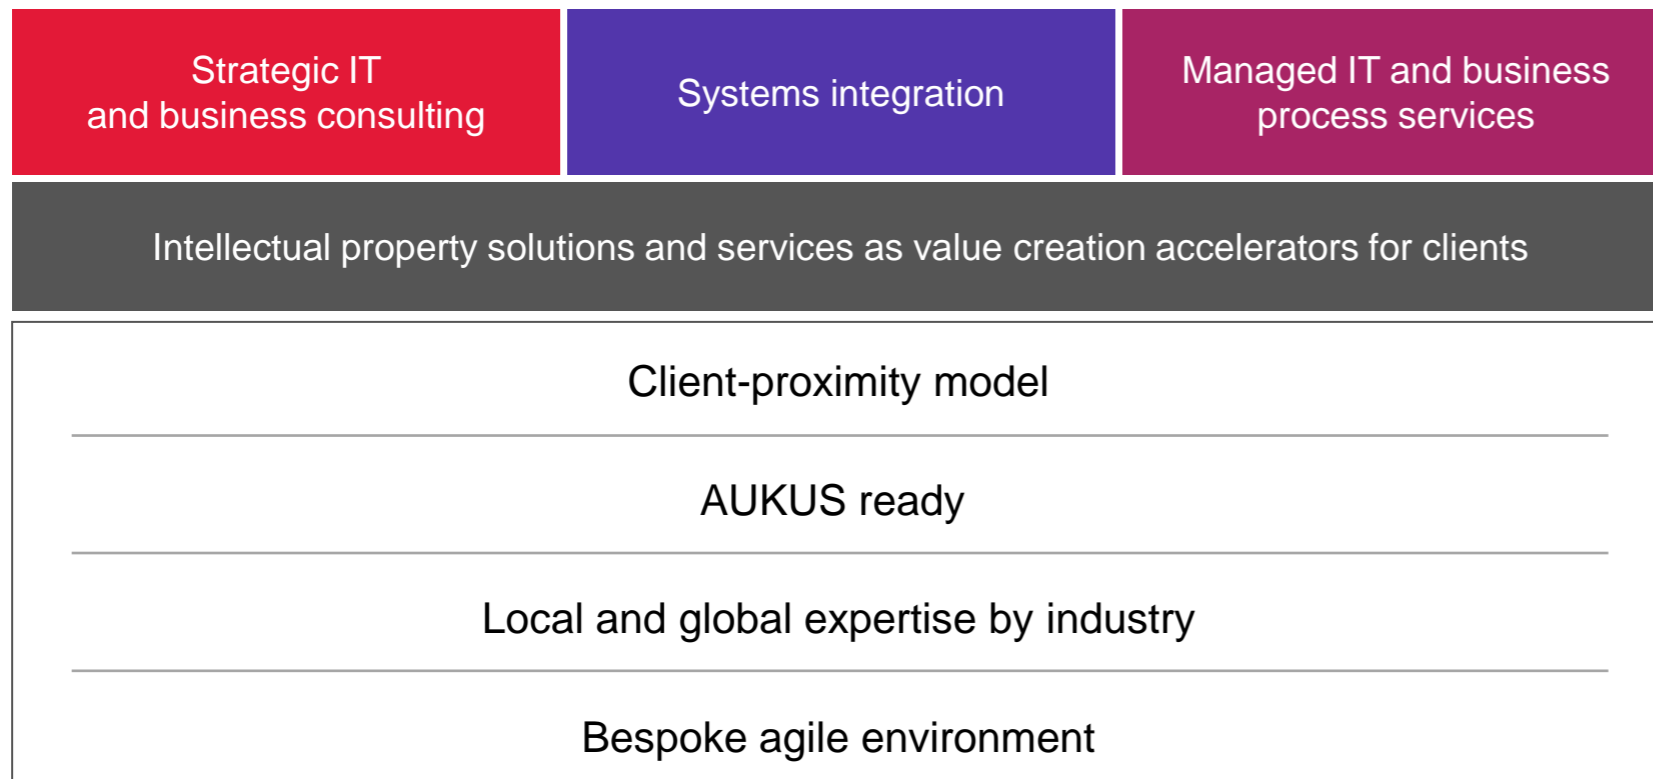 Strategic IT
and business consulting
Systems integration
Managed IT and business
process services
Intellectual property solutions and services as value creation accelerators for clients
Client-proximity model
AUKUS ready
Local and global expertise by industry
Bespoke agile environment